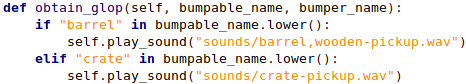 def obtain_glop(self, bumpable_name, bumper_name):
    if "barrel" in bumpable_name.lower():
        self.play_sound("sounds/barrel,wooden-pickup.wav")
    elif "crate" in bumpable_name.lower():
        self.play_sound("sounds/crate-pickup.wav")